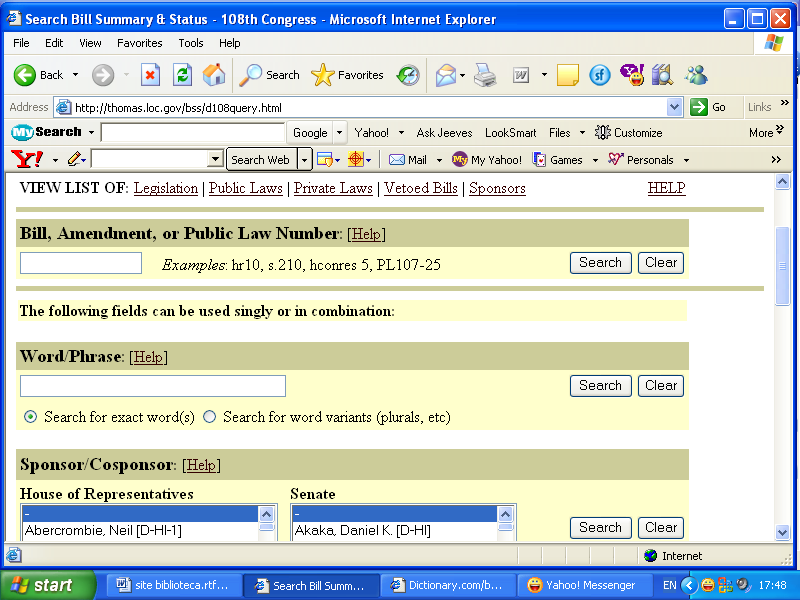 Search Bill Summary & Status - 108th Congress - Microsoft Internet Explorer
File Edit View Favorites Tools Help
Back Search Favorites W sf
Address http://thomas.loc.gov/bss/d108query.html Go Links »
My Search Google Yahoo! Ask Jeeves LookSmart Files Customize More »
Y! Search Web Mail My My Yahoo! Games Personals »
VIEW LIST OF: Legislation | Public Laws | Private Laws | Vetoed Bills | Sponsors HELP
Bill, Amendment, or Public Law Number: [Help]
Examples: hr10, s.210, hconres 5, PL107-25 Search Clear
The following fields can be used singly or in combination:
Word/Phrase: [Help]
Search Clear
Search for exact word(s) Search for word variants (plurals, etc)
Sponsor/Cosponsor: [Help]
House of Representatives Senate
- -
Abercrombie, Neil [D-HI-1] Akaka, Daniel K. [D-HI] Search Clear
Internet
start site biblioteca.rtf... Search Bill Summ... Dictionary.com/b... Yahoo! Messenger EN 17:48